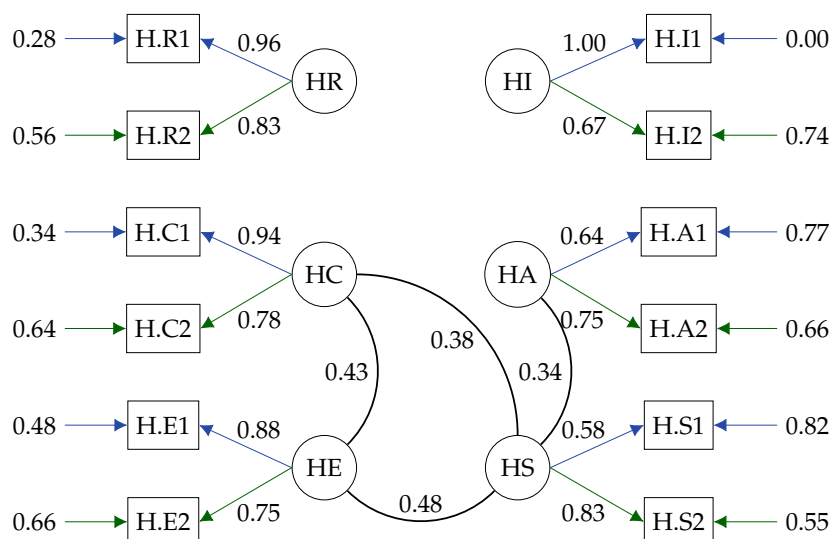 0.28 H.R1 0.96 HR HI 1.00 H.I1 0.00
0.56 H.R2 0.83 0.67 H.I2 0.74
0.34 H.C1 0.94 HC HA 0.64 H.A1 0.77
0.64 H.C2 0.78 0.38 0.75 H.A2 0.66
0.43 0.34
0.48 H.E1 0.88 HE HS 0.58 H.S1 0.82
0.66 H.E2 0.75 0.48 0.83 H.S2 0.55